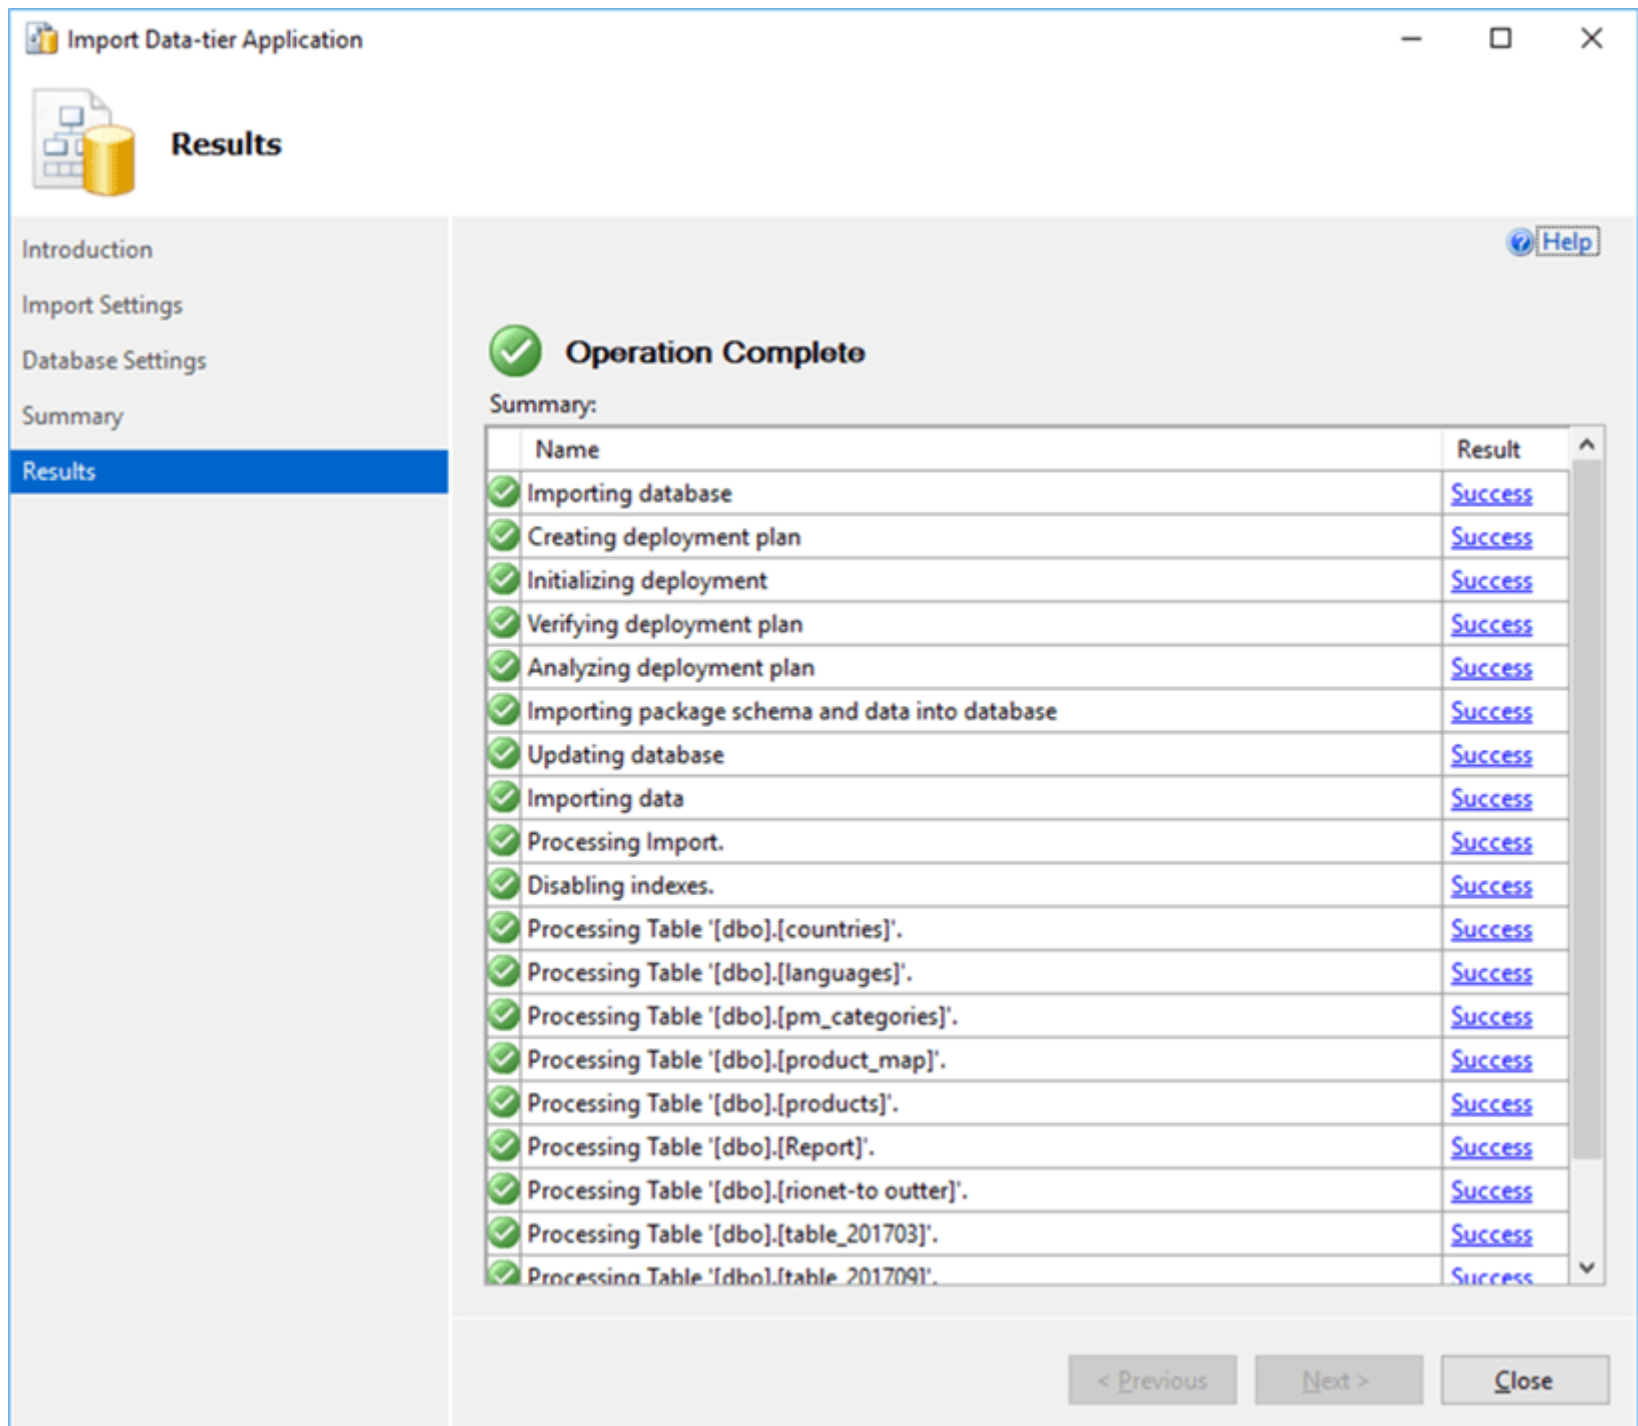 Import Data-tier Application
Results
Introduction
Import Settings
Database Settings
Summary
Results
Help
Operation Complete
Summary:
Name Result
Importing database Success
Creating deployment plan Success
Initializing deployment Success
Verifying deployment plan Success
Analyzing deployment plan Success
Importing package schema and data into database Success
Updating database Success
Importing data Success
Processing Import. Success
Disabling indexes. Success
Processing Table '[dbo].[countries]'. Success
Processing Table '[dbo].[languages]'. Success
Processing Table '[dbo].[pm_categories]'. Success
Processing Table '[dbo].[product_map]'. Success
Processing Table '[dbo].[products]'. Success
Processing Table '[dbo].[Report]'. Success
Processing Table '[dbo].[rionet-to outter]'. Success
Processing Table '[dbo].[table_201703]'. Success
Processing Table '[dbo].[table_201709]'. Success
< Previous Next > Close